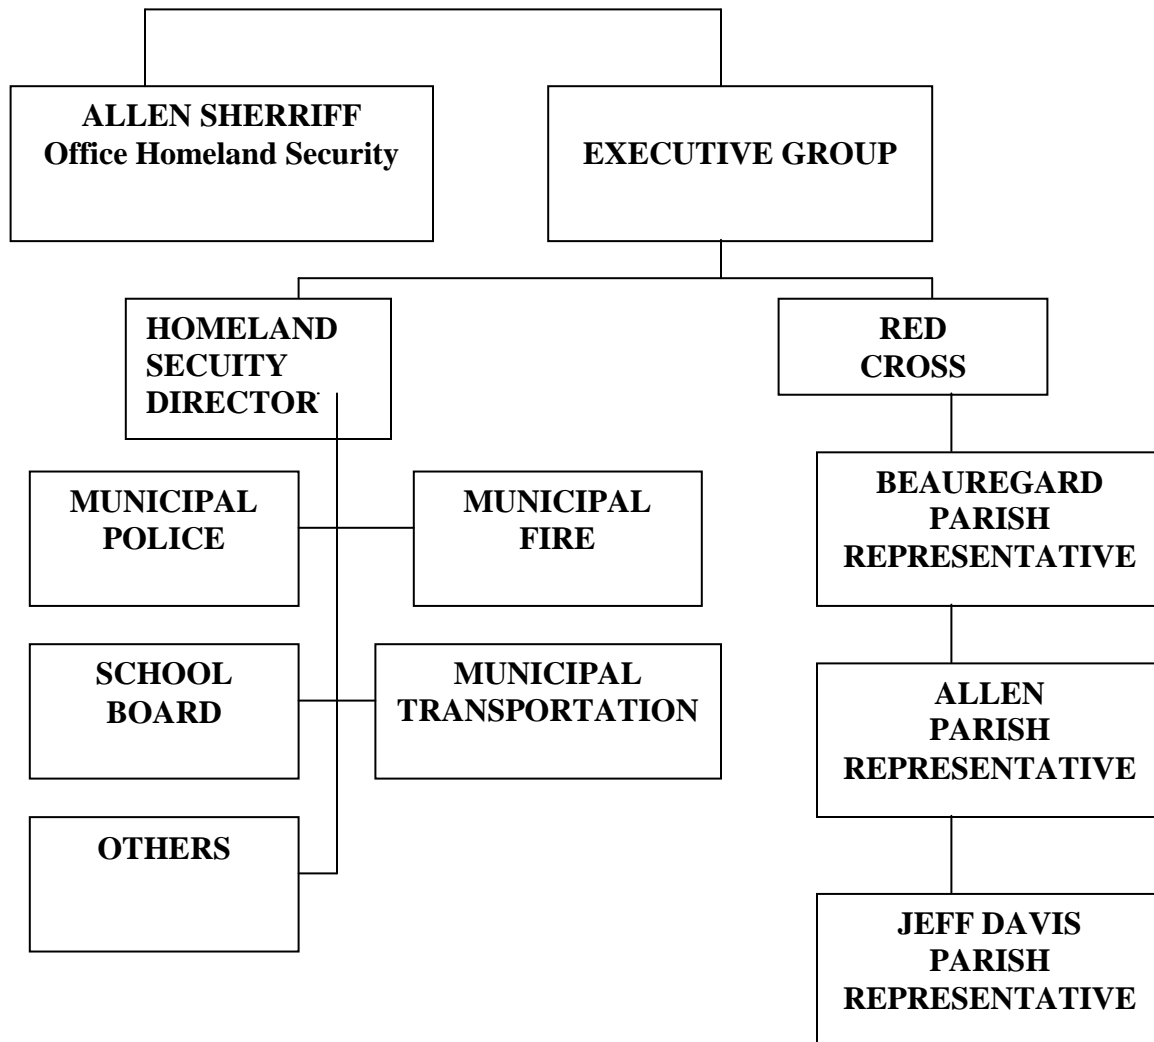 ALLEN SHERRIFF
Office Homeland Security
EXECUTIVE GROUP
HOMELAND
SECUITY
DIRECTOR
RED
CROSS
MUNICIPAL
POLICE
MUNICIPAL
FIRE
BEAUREGARD
PARISH
REPRESENTATIVE
SCHOOL
BOARD
MUNICIPAL
TRANSPORTATION
ALLEN
PARISH
REPRESENTATIVE
OTHERS
JEFF DAVIS
PARISH
REPRESENTATIVE